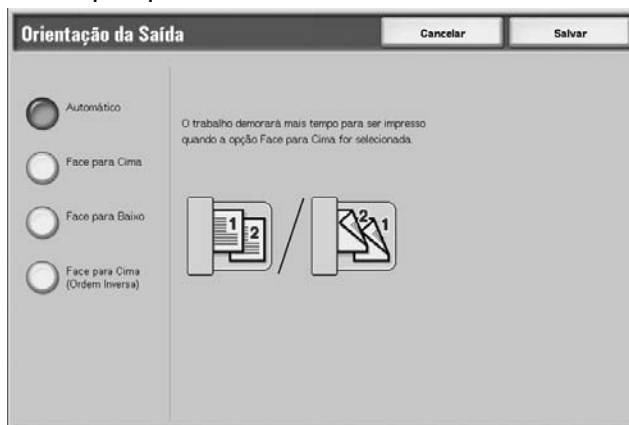 Orientação da Saída
Cancelar
Salvar
Automático
O trabalho demorará mais tempo para ser impresso
quando a opção Face para Cima for selecionada.
Face para Cima
Face para Baixo
1
2
2
1
Face para Cima
(Ordem Inversa)